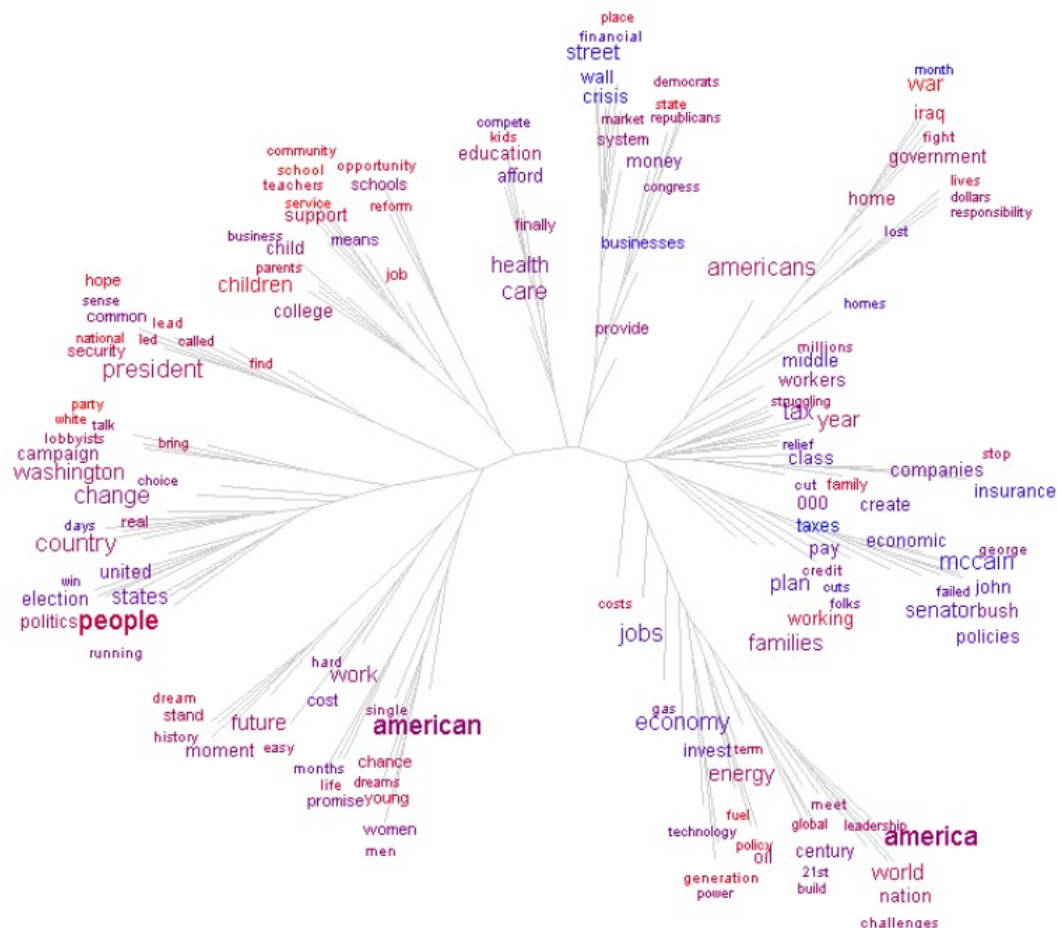 place
financial
street
wall
crisis
democrats
state
market republicans
system
money
congress
businesses
provide
compete
kids
education
afford
finally
health
care
month
war
iraq
fight
government
lives
home
dollars
responsibility
lost
americans
homes
community
school
opportunity
teachers
schools
service
reform
support
business
means
child
parents
job
children
college
hope
sense
common
lead
national
led
called
security
find
president
party
white
talk
lobbyists
bring
campaign
washington
choice
change
days
real
country
win
united
election
states
politics
people
running
millions
middle
workers
struggling
tax
year
relief
class
stop
companies
insurance
cut
family
000
create
taxes
economic
pay
george
mccain
credit
plan
cuts
failed
john
folks
senator
bush
working
policies
families
hard
work
dream
cost
stand
single
future
american
history
moment
easy
months
chance
life
dreams
promise
young
women
men
costs
jobs
gas
economy
invest
term
energy
fuel
meet
technology
global
leadership
america
policy
oil
century
world
generation
21st
power
build
nation
challenges